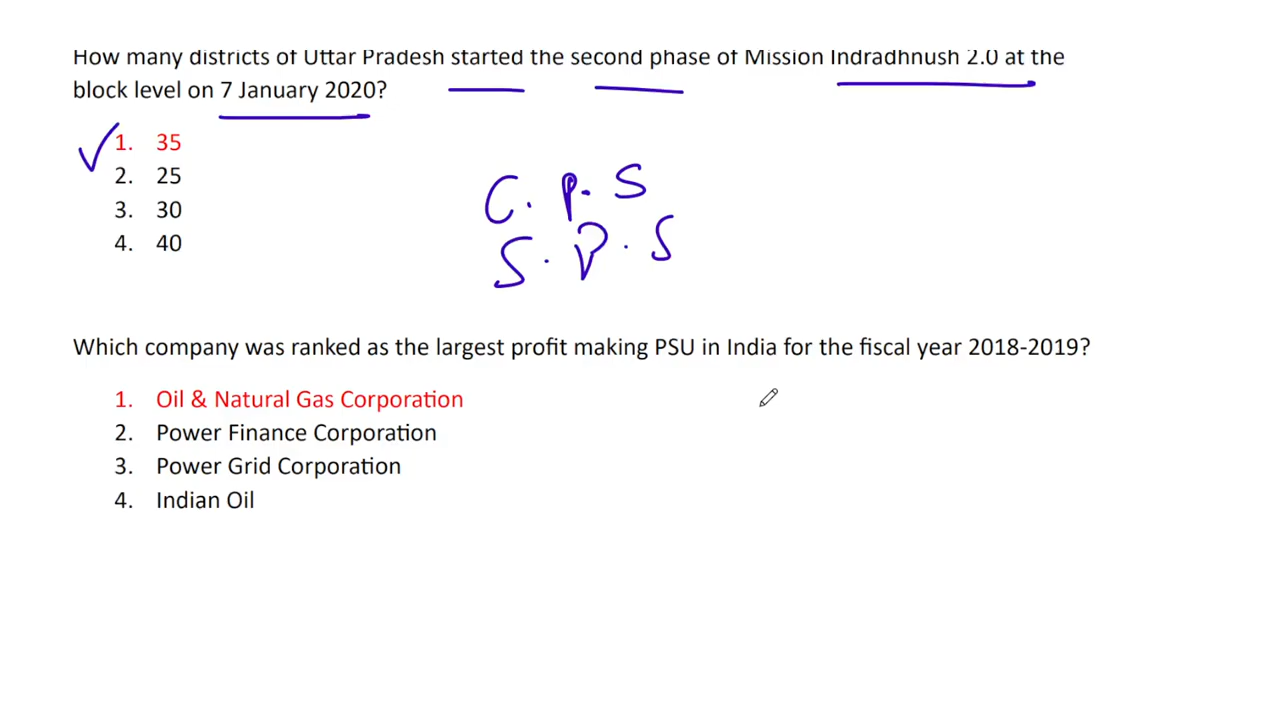 How many districts of Uttar Pradesh started the second phase of Mission Indradhnush 2.0 at the
block level on 7 January 2020?
1. 35
2. 25
3. 30
4. 40
C. P. S
S. P. S
Which company was ranked as the largest profit making PSU in India for the fiscal year 2018-2019?
1. Oil & Natural Gas Corporation
2. Power Finance Corporation
3. Power Grid Corporation
4. Indian Oil